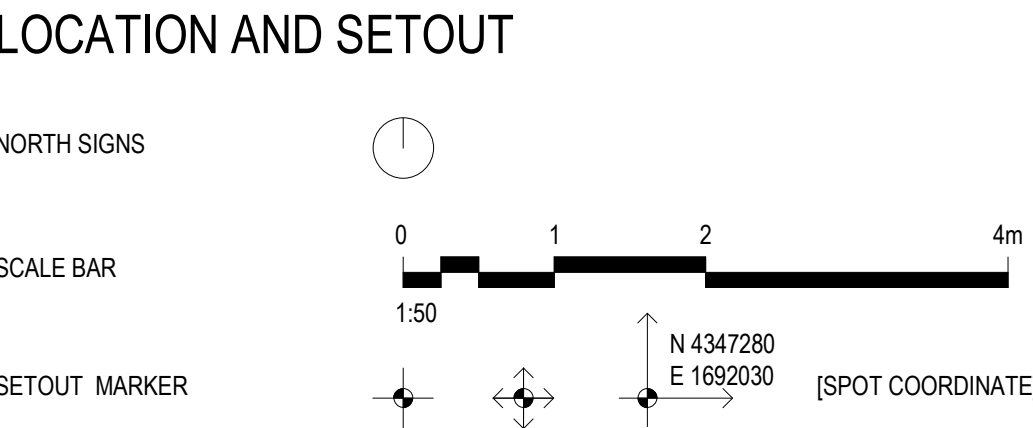 LOCATION AND SETOUT
NORTH SIGNS
SCALE BAR
0 1 2 4m
1:50
SETOUT MARKER
N 4347280
E 1692030
[SPOT COORDINATE